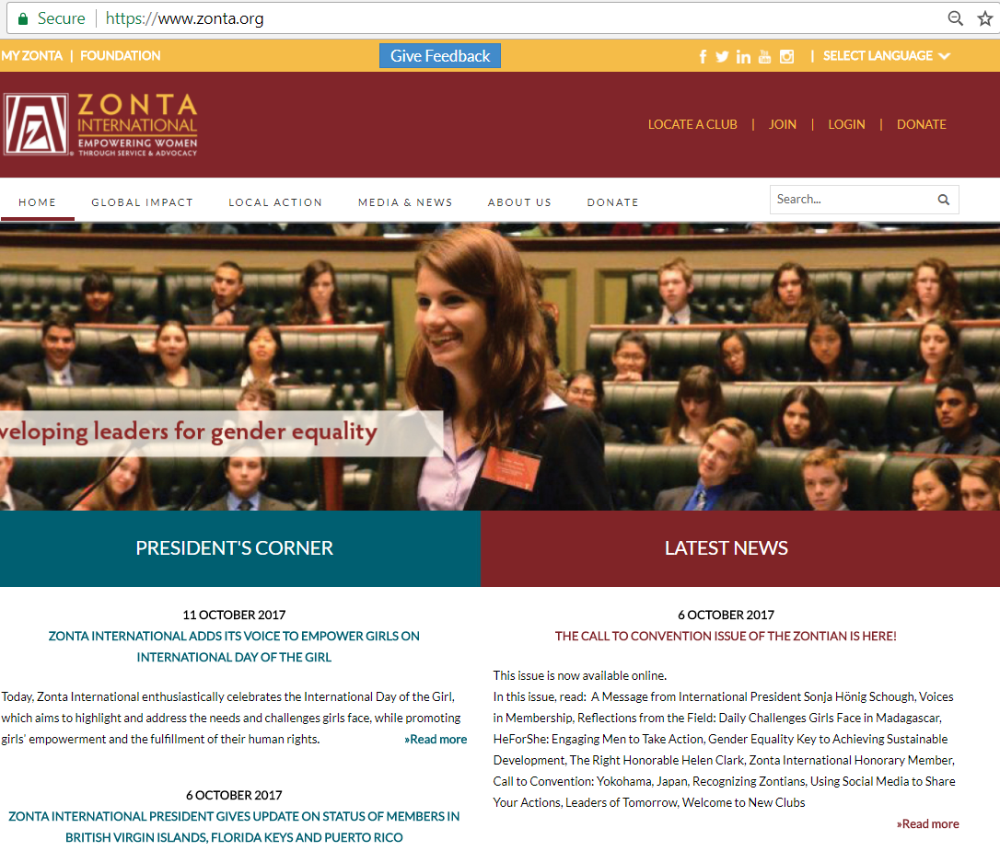 Secure | https://www.zonta.org
MY ZONTA | FOUNDATION
Give Feedback
| SELECT LANGUAGE
ZONTA
INTERNATIONAL
EMPOWERING WOMEN
THROUGH SERVICE & ADVOCACY
LOCATE A CLUB | JOIN | LOGIN | DONATE
HOME GLOBAL IMPACT LOCAL ACTION MEDIA & NEWS ABOUT US DONATE
Search...
veloping leaders for gender equality
PRESIDENT'S CORNER
11 OCTOBER 2017
ZONTA INTERNATIONAL ADDS ITS VOICE TO EMPOWER GIRLS ON
INTERNATIONAL DAY OF THE GIRL
Today, Zonta International enthusiastically celebrates the International Day of the Girl,
which aims to highlight and address the needs and challenges girls face, while promoting
girls' empowerment and the fulfillment of their human rights. »Read more
6 OCTOBER 2017
ZONTA INTERNATIONAL PRESIDENT GIVES UPDATE ON STATUS OF MEMBERS IN
BRITISH VIRGIN ISLANDS, FLORIDA KEYS AND PUERTO RICO
LATEST NEWS
6 OCTOBER 2017
THE CALL TO CONVENTION ISSUE OF THE ZONTIAN IS HERE!
This issue is now available online.
In this issue, read: A Message from International President Sonja Hönig Schough, Voices
in Membership, Reflections from the Field: Daily Challenges Girls Face in Madagascar,
HeForShe: Engaging Men to Take Action, Gender Equality Key to Achieving Sustainable
Development, The Right Honorable Helen Clark, Zonta International Honorary Member,
Call to Convention: Yokohama, Japan, Recognizing Zontians, Using Social Media to Share
Your Actions, Leaders of Tomorrow, Welcome to New Clubs
»Read more